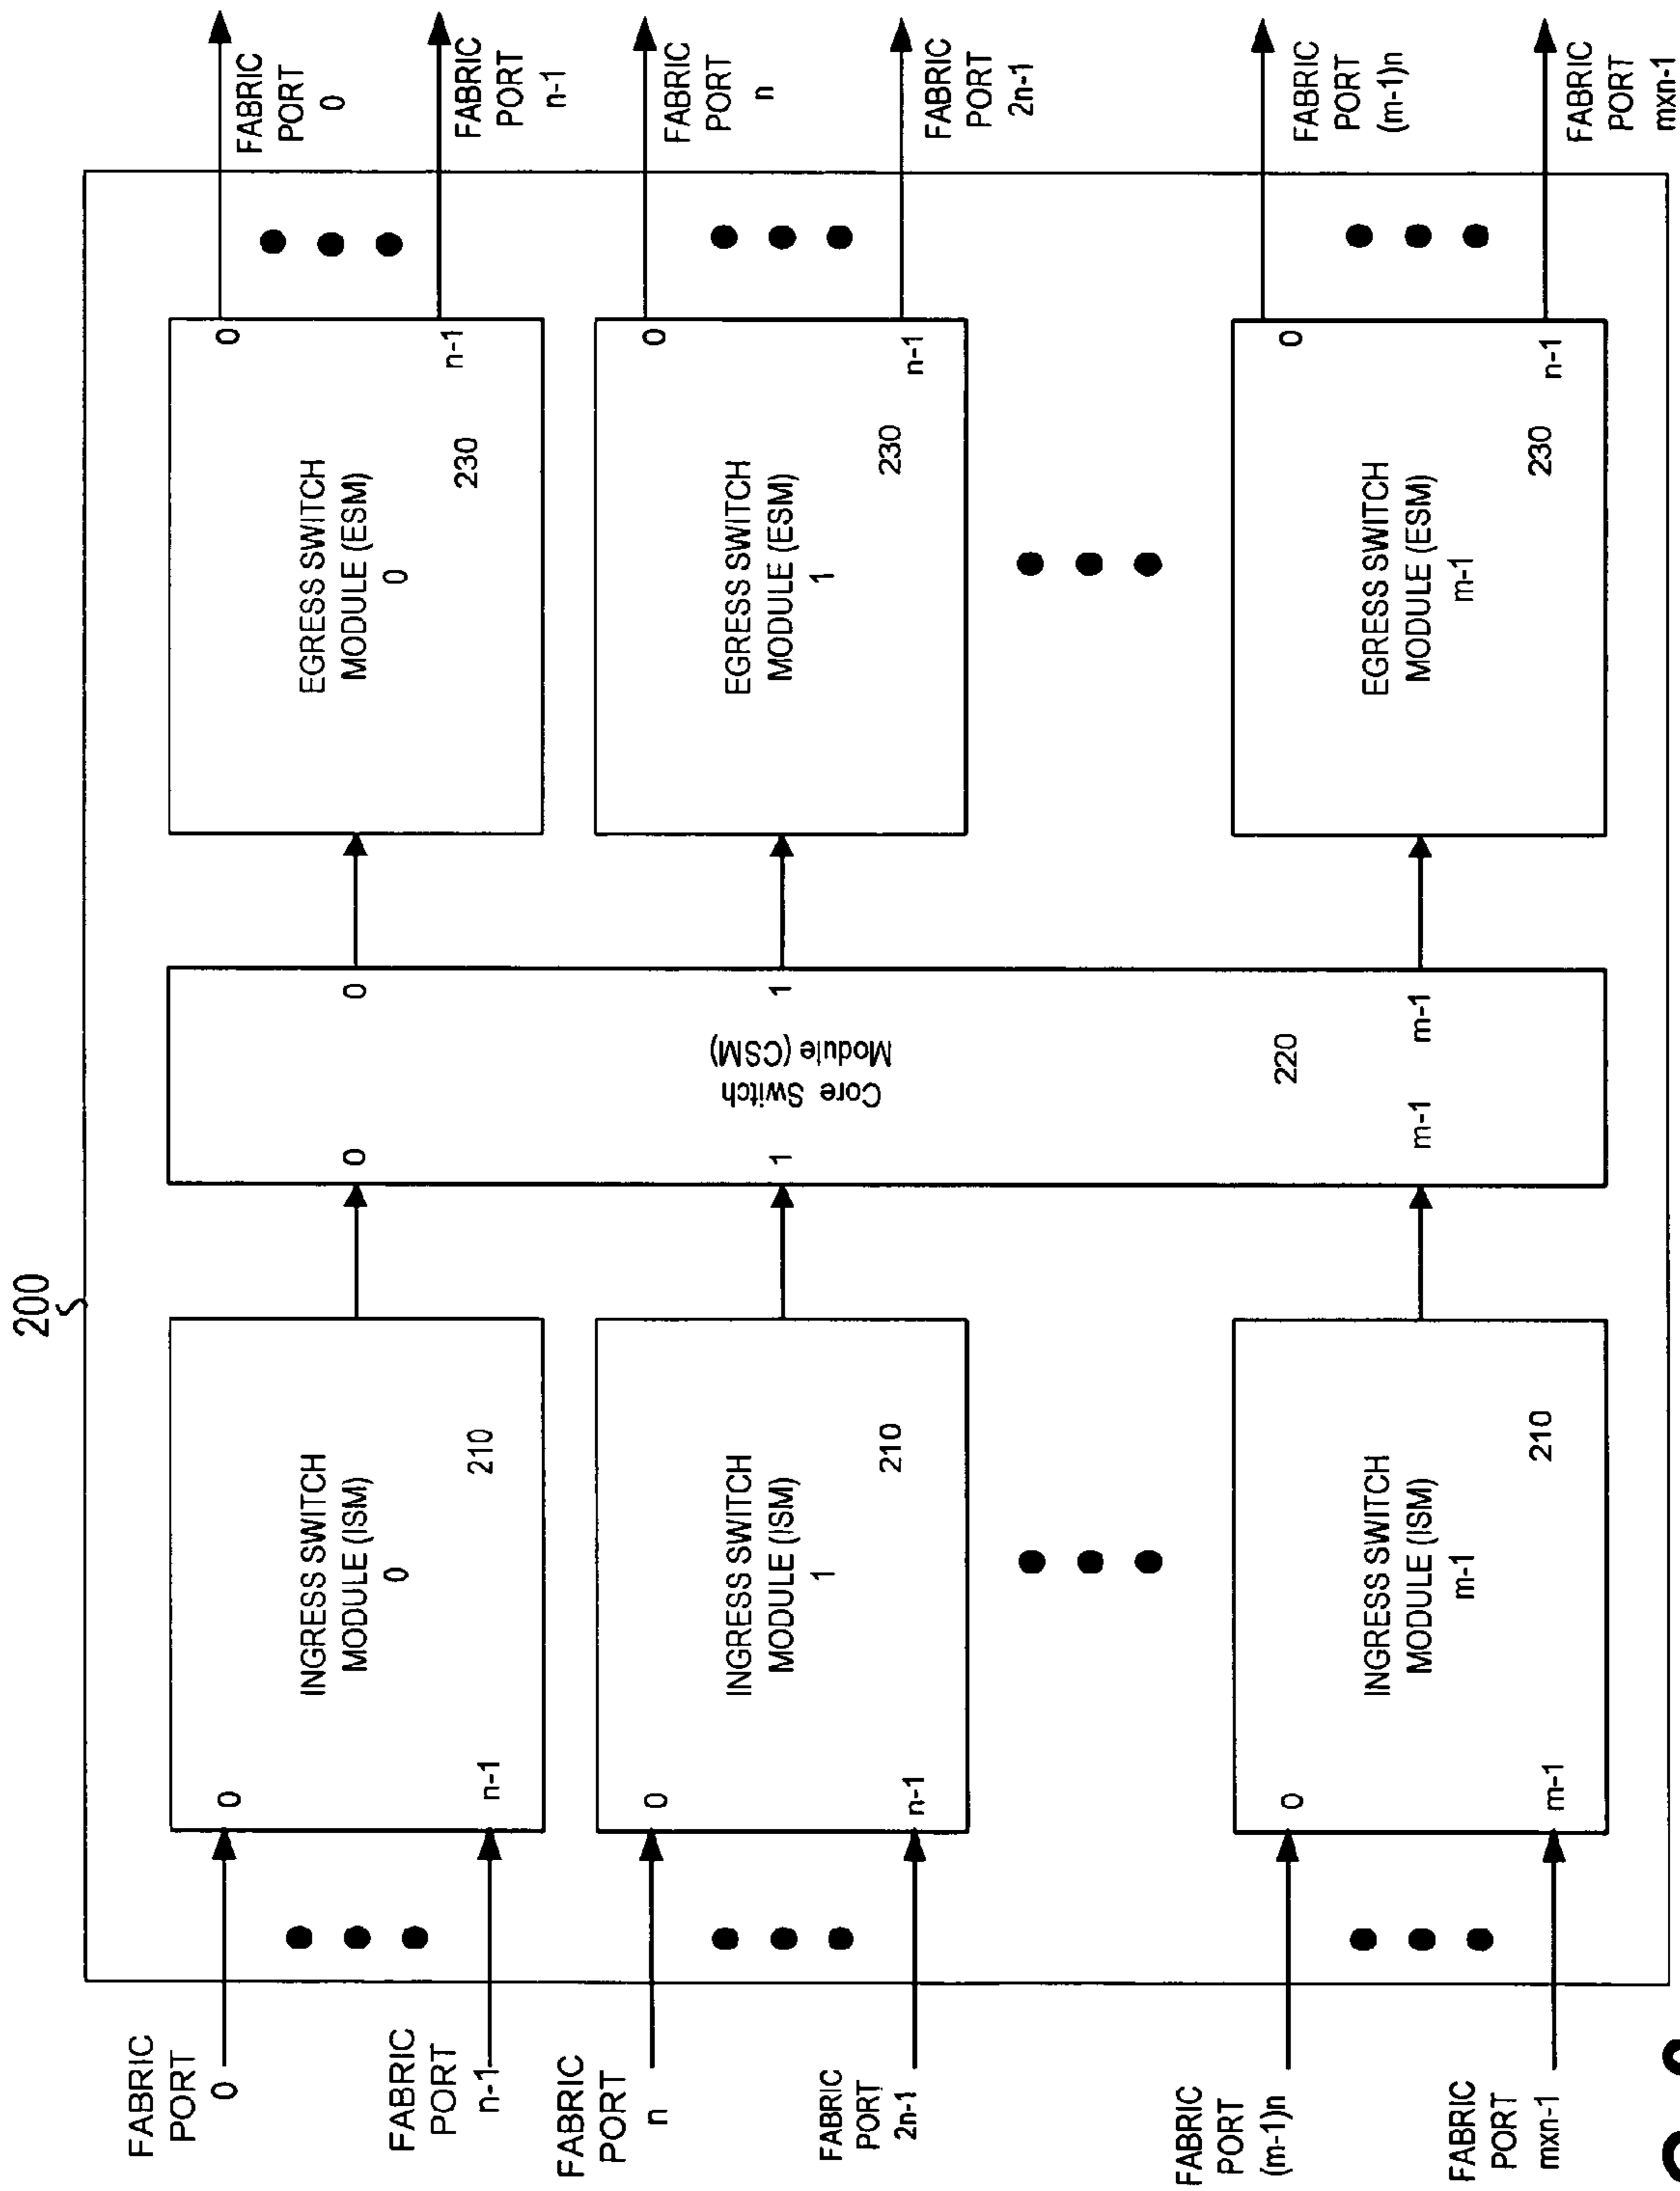 200
FABRIC
PORT
0
FABRIC
PORT
n-1
FABRIC
PORT
n
FABRIC
PORT
2n-1
FABRIC
PORT
(m-1)n
FABRIC
PORT
mxn-1
0
INGRESS SWITCH
MODULE (ISM)
0
210
n-1
0
INGRESS SWITCH
MODULE (ISM)
1
210
n-1
0
INGRESS SWITCH
MODULE (ISM)
m-1
210
m-1
0
0
1
1
Core Switch
Module (CSM)
220
m-1
m-1
EGRESS SWITCH
MODULE (ESM)
0
230
0
n-1
EGRESS SWITCH
MODULE (ESM)
1
230
0
n-1
EGRESS SWITCH
MODULE (ESM)
m-1
230
0
n-1
FABRIC
PORT
0
FABRIC
PORT
n-1
FABRIC
PORT
n
FABRIC
PORT
2n-1
FABRIC
PORT
(m-1)n
FABRIC
PORT
mxn-1